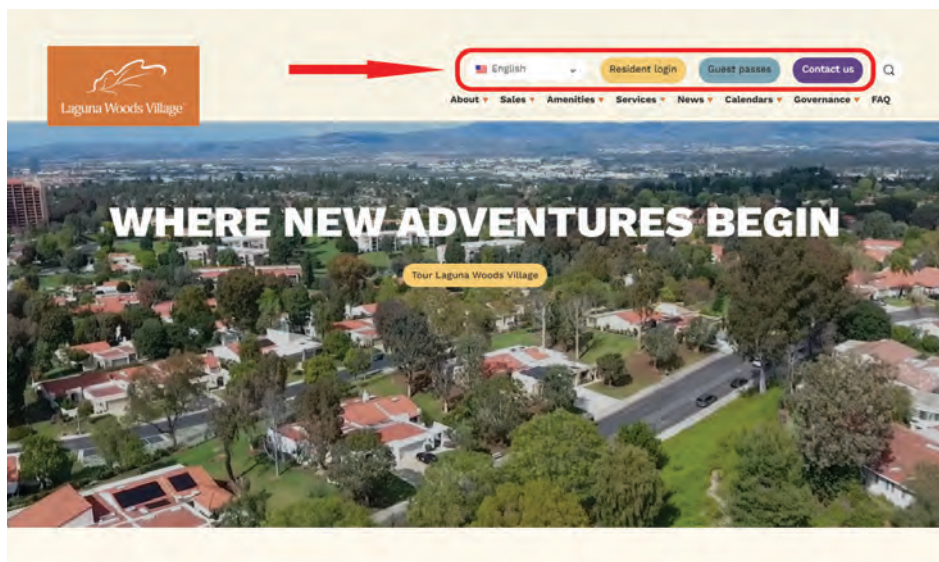 English
Resident login
Guest passes
Contact us
Laguna Woods Village
About Sales Amenities Services News Calendars Governance FAQ
WHERE NEW ADVENTURES BEGIN
Tour Laguna Woods Village